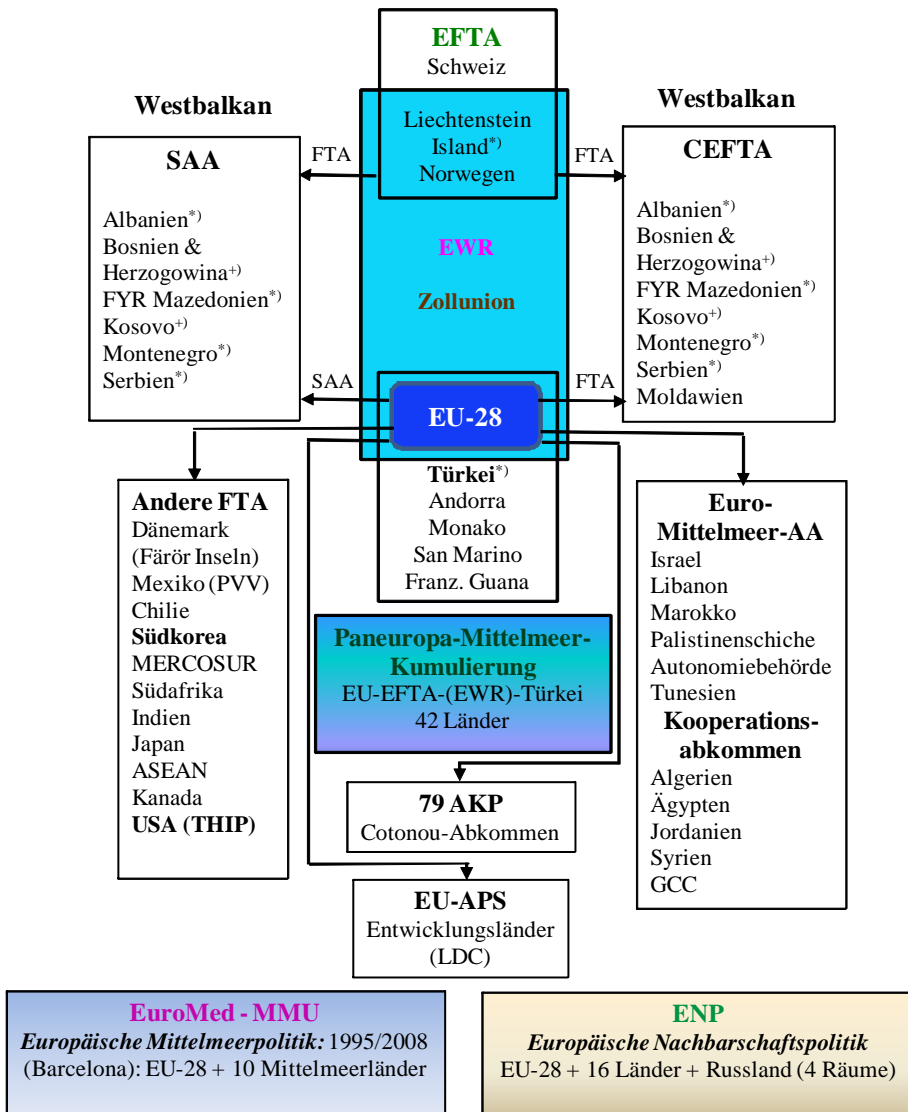 EFTA
Schweiz
Liechtenstein
Island*)
Norwegen
EWR
Zollunion
Westbalkan
SAA
Albanien*)
Bosnien &
Herzogowina+)
FYR Mazedonien*)
Kosovo+)
Montenegro*)
Serbien*)
FTA
SAA
Westbalkan
CEFTA
Albanien*)
Bosnien &
Herzogowina+)
FYR Mazedonien*)
Kosovo+)
Montenegro*)
Serbien*)
Moldawien
FTA
FTA
EU-28
Türkei*)
Andorra
Monako
San Marino
Franz. Guana
Andere FTA
Dänemark
(Färör Inseln)
Mexiko (PVV)
Chilie
Südkorea
MERCOSUR
Südafrika
Indien
Japan
ASEAN
Kanada
USA (THIP)
Paneuropa-Mittelmeer-
Kumulierung
EU-EFTA-(EWR)-Türkei
42 Länder
79 AKP
Cotonou-Abkommen
EU-APS
Entwicklungsländer
(LDC)
Euro-
Mittelmeer-AA
Israel
Libanon
Marokko
Palistinenschiche
Autonomiebehörde
Tunesien
Kooperations-
abkommen
Algerien
Ägypten
Jordanien
Syrien
GCC
EuroMed - MMU
Europäische Mittelmeerpolitik: 1995/2008
(Barcelona): EU-28 + 10 Mittelmeerländer
ENP
Europäische Nachbarschaftspolitik
EU-28 + 16 Länder + Russland (4 Räume)